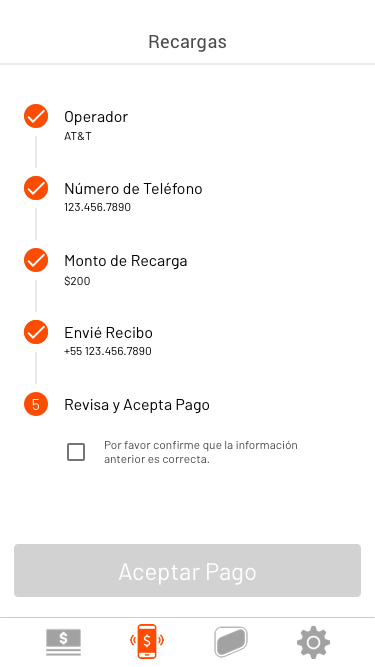 Recargas
Operador
AT&T
Número de Teléfono
123.456.7890
Monto de Recarga
$200
Envié Recibo
+55 123.456.7890
5 Revisa y Acepta Pago
Por favor confirme que la información
anterior es correcta.
Aceptar Pago
$ $